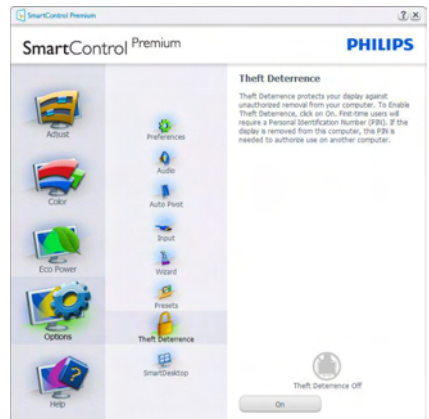 SmartControl Premium
SmartControl Premium
PHILIPS
Adjust
Color
Eco Power
Options
Help
Preferences
Audio
Auto Pivot
Input
Wizard
Presets
Theft Deterrence
SmartDesktop
Theft Deterrence
Theft Deterrence protects your display against
unauthorized removal from your computer. To Enable
Theft Deterrence, click on On. First-time users will
require a Personal Identification Number (PIN). If the
display is removed from this computer, this PIN is
needed to authorize use on another computer.
Theft Deterrence Off
On